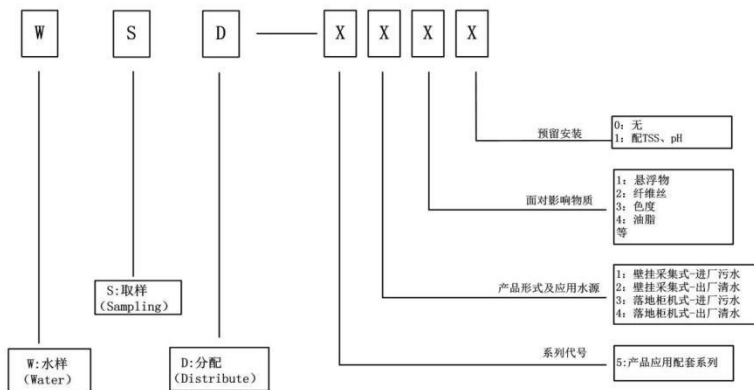 W S D X X X X
预留安装
0: 无
1: 配TSS、pH
面对影响物质
1: 悬浮物
2: 纤维丝
3: 色度
4: 油脂
等
产品形式及应用水源
1: 壁挂采集式-进厂污水
2: 壁挂采集式-出厂清水
3: 落地柜机式-进厂污水
4: 落地柜机式-出厂清水
S:取样
(Sampling)
系列代号
5:产品应用配套系列
W:水样
(Water)
D:分配
(Distribute)